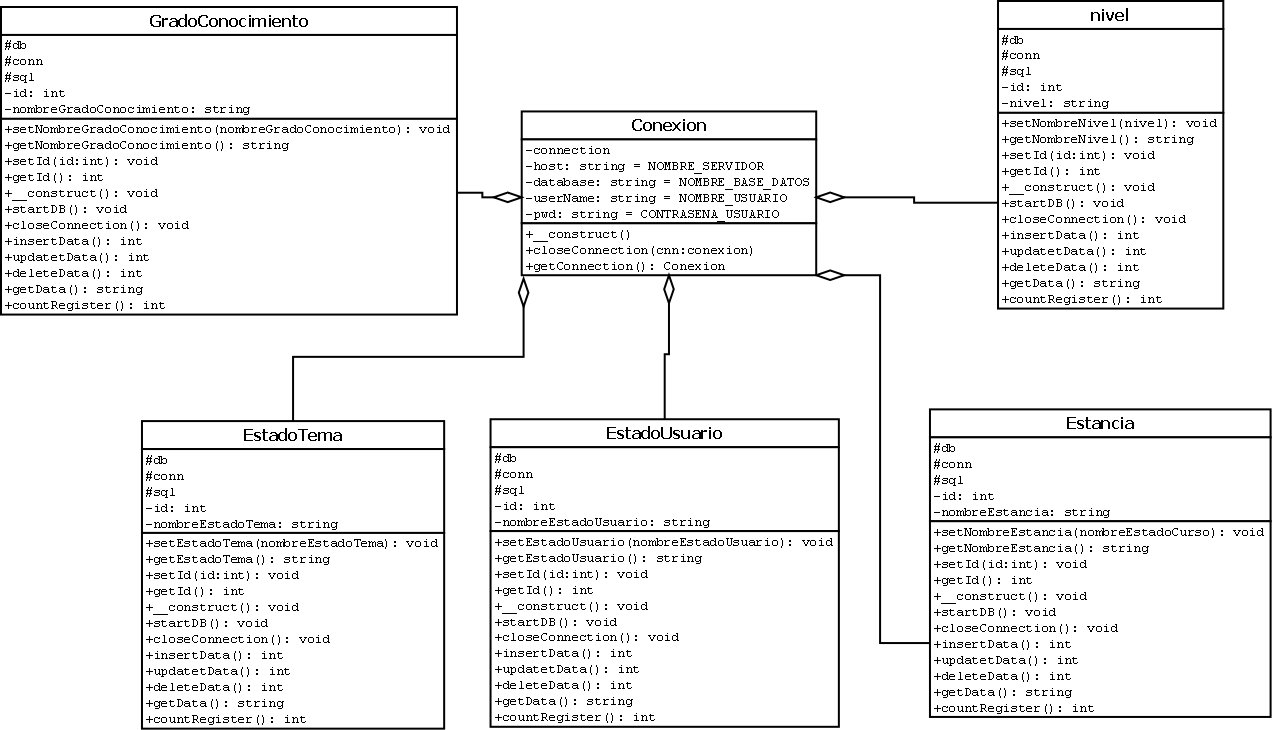 GradoConocimiento
#db
#conn
#sql
-id: int
-nombreGradoConocimiento: string
+setNombreGradoConocimiento(nombreGradoConocimiento): void
+getNombreGradoConocimiento(): string
+setId(id:int): void
+getId(): int
+__construct(): void
+startDB(): void
+closeConnection(): void
+insertData(): int
+updatetData(): int
+deleteData(): int
+getData(): string
+countRegister(): int
Conexion
-connection
-host: string = NOMBRE_SERVIDOR
-database: string = NOMBRE_BASE_DATOS
-userName: string = NOMBRE_USUARIO
-pwd: string = CONTRASENA_USUARIO
+__construct()
+closeConnection(cnn:conexion)
+getConnection(): Conexion
nivel
#db
#conn
#sql
-id: int
-nivel: string
+setNombreNivel(nivel): void
+getNombreNivel(): string
+setId(id:int): void
+getId(): int
+__construct(): void
+startDB(): void
+closeConnection(): void
+insertData(): int
+updatetData(): int
+deleteData(): int
+getData(): string
+countRegister(): int
EstadoTema
#db
#conn
#sql
-id: int
-nombreEstadoTema: string
+setEstadoTema(nombreEstadoTema): void
+getEstadoTema(): string
+setId(id:int): void
+getId(): int
+__construct(): void
+startDB(): void
+closeConnection(): void
+insertData(): int
+updatetData(): int
+deleteData(): int
+getData(): string
+countRegister(): int
EstadoUsuario
#db
#conn
#sql
-id: int
-nombreEstadoUsuario: string
+setEstadoUsuario(nombreEstadoUsuario): void
+getEstadoUsuario(): string
+setId(id:int): void
+getId(): int
+__construct(): void
+startDB(): void
+closeConnection(): void
+insertData(): int
+updatetData(): int
+deleteData(): int
+getData(): string
+countRegister(): int
Estancia
#db
#conn
#sql
-id: int
-nombreEstancia: string
+setNombreEstancia(nombreEstadoCurso): void
+getNombreEstancia(): string
+setId(id:int): void
+getId(): int
+__construct(): void
+startDB(): void
+closeConnection(): void
+insertData(): int
+updatetData(): int
+deleteData(): int
+getData(): string
+countRegister(): int